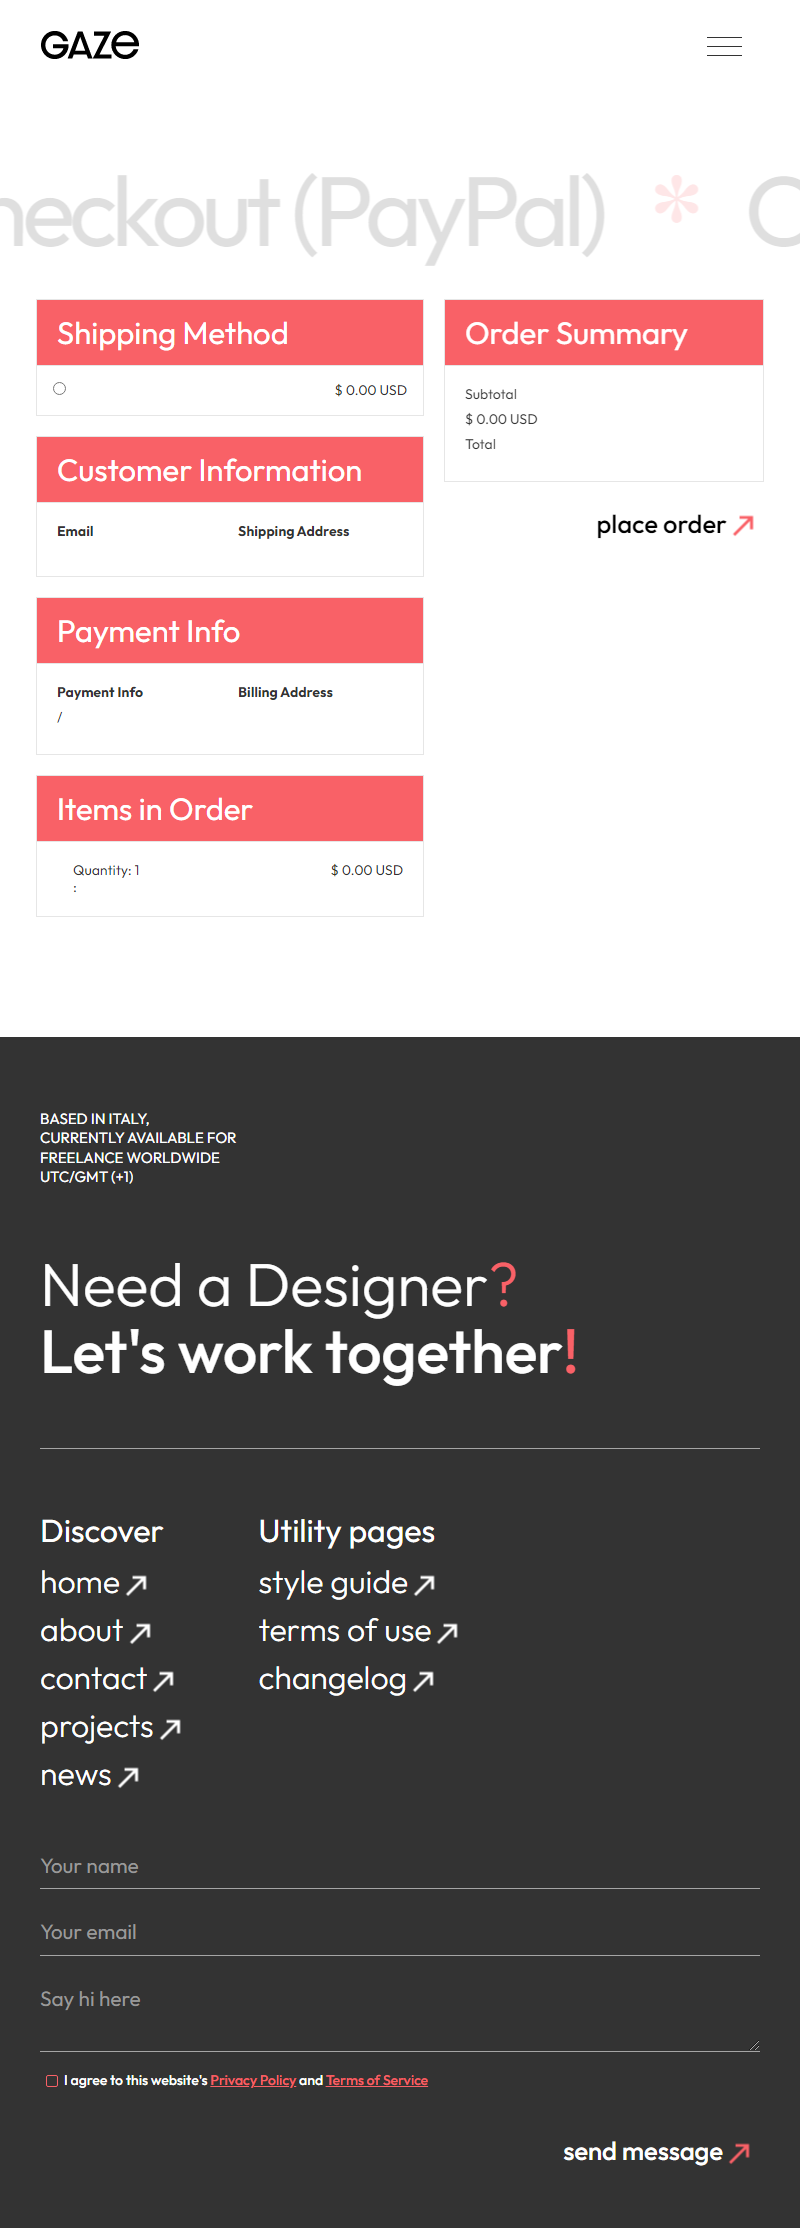 GAZE
heckout (PayPal) * C
Shipping Method
$ 0.00 USD
Customer Information
Email
Shipping Address
Payment Info
Payment Info
/
Billing Address
Items in Order
Quantity: 1
:
$ 0.00 USD
Order Summary
Subtotal
$ 0.00 USD
Total
place order
BASED IN ITALY,
CURRENTLY AVAILABLE FOR
FREELANCE WORLDWIDE
UTC/GMT (+1)
Need a Designer?
Let's work together!
Discover
home
about
contact
projects
news
Utility pages
style guide
terms of use
changelog
Your name
Your email
Say hi here
I agree to this website's Privacy Policy and Terms of Service
send message